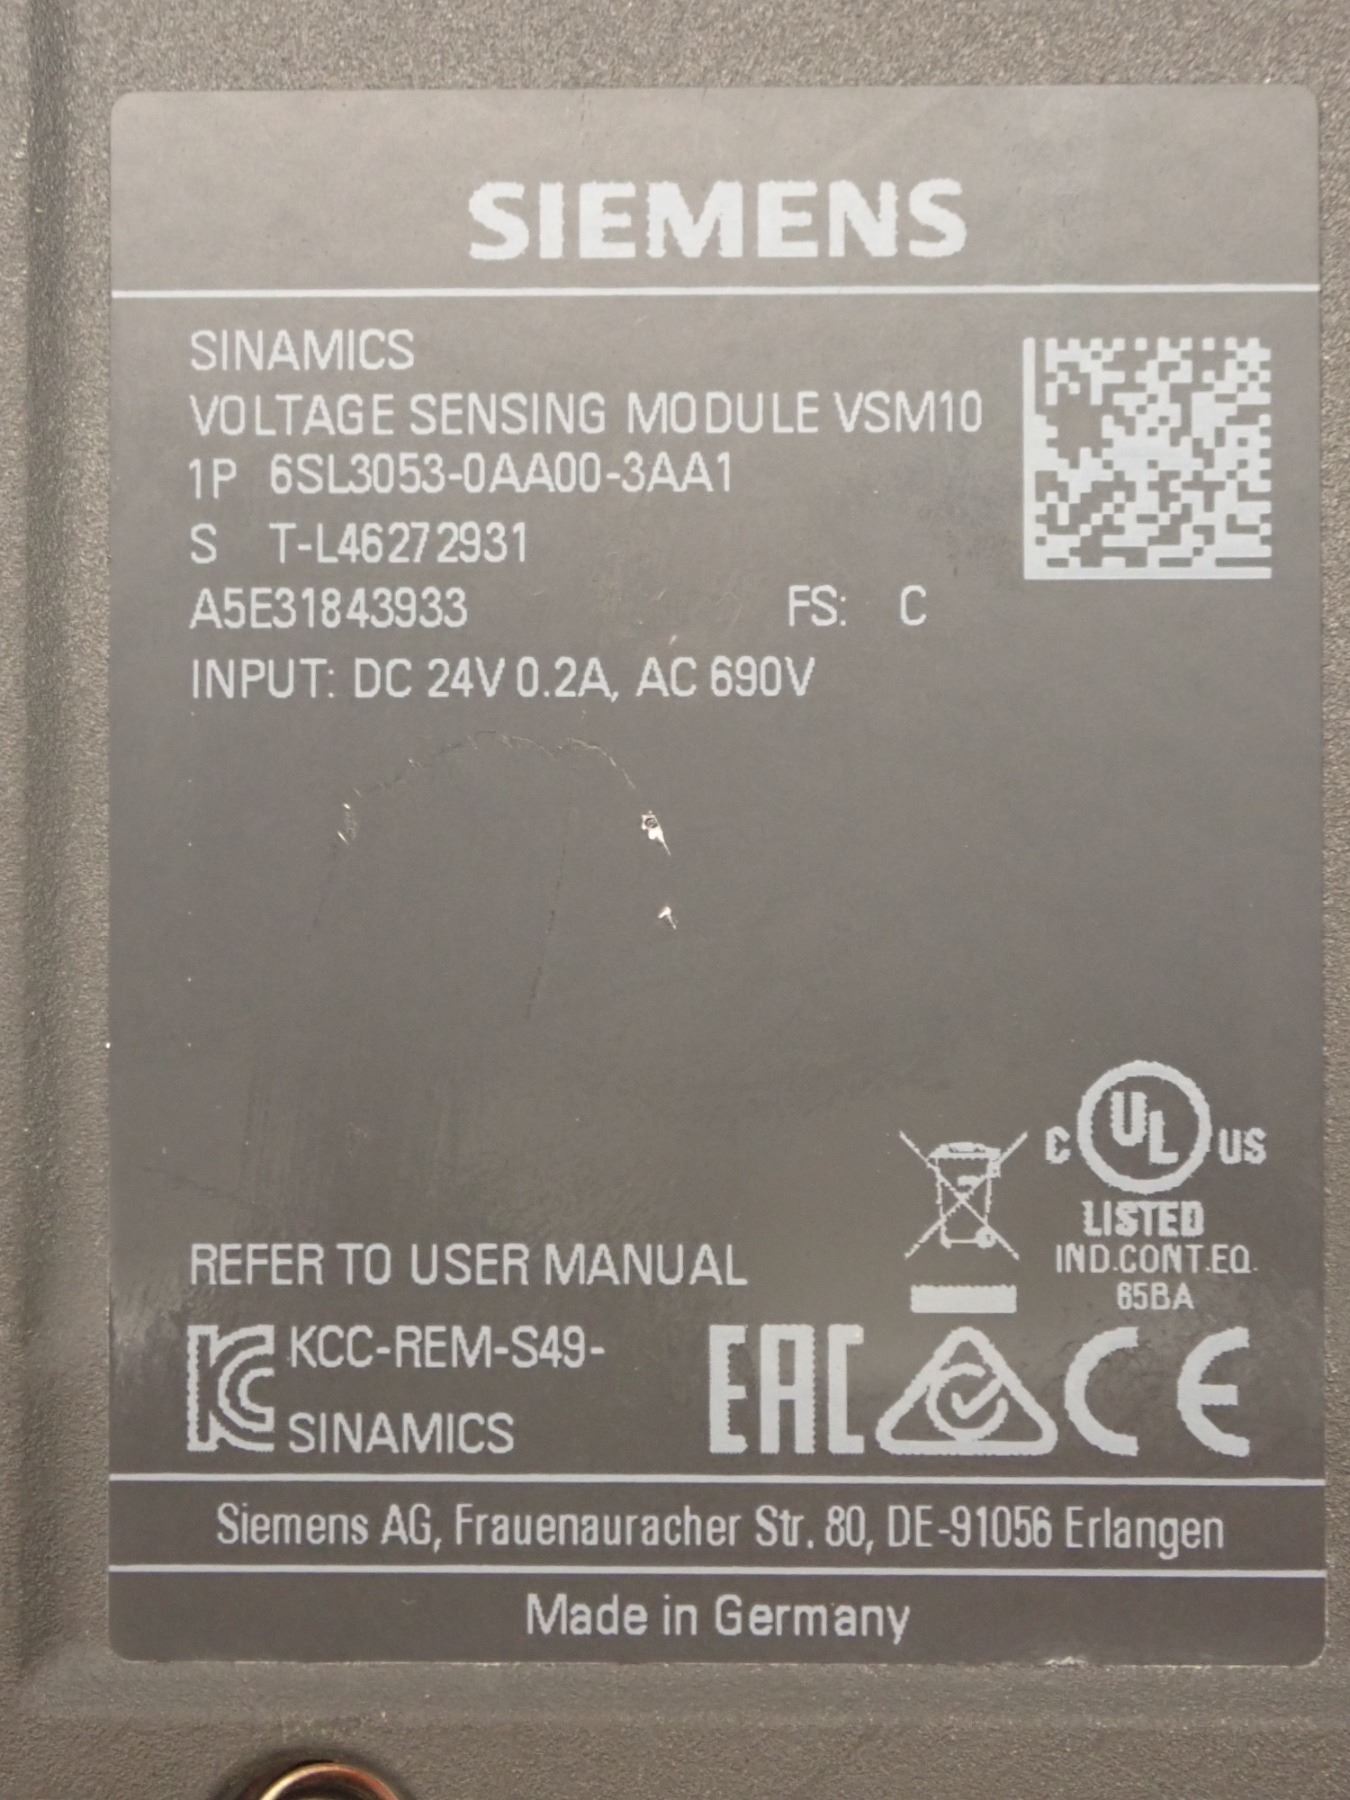 SIEMENS
SINAMICS
VOLTAGE SENSING MODULE VSM10
1P 6SL3053-0AA00-3AA1
S T-L46272931
A5E31843933 FS: C
INPUT: DC 24V 0.2A, AC 690V
C UL US
LISTED
IND.CONT.EQ.
65BA
REFER TO USER MANUAL
KC KCC-REM-S49-
SINAMICS
EAC CE
Siemens AG, Frauenauracher Str. 80, DE-91056 Erlangen
Made in Germany